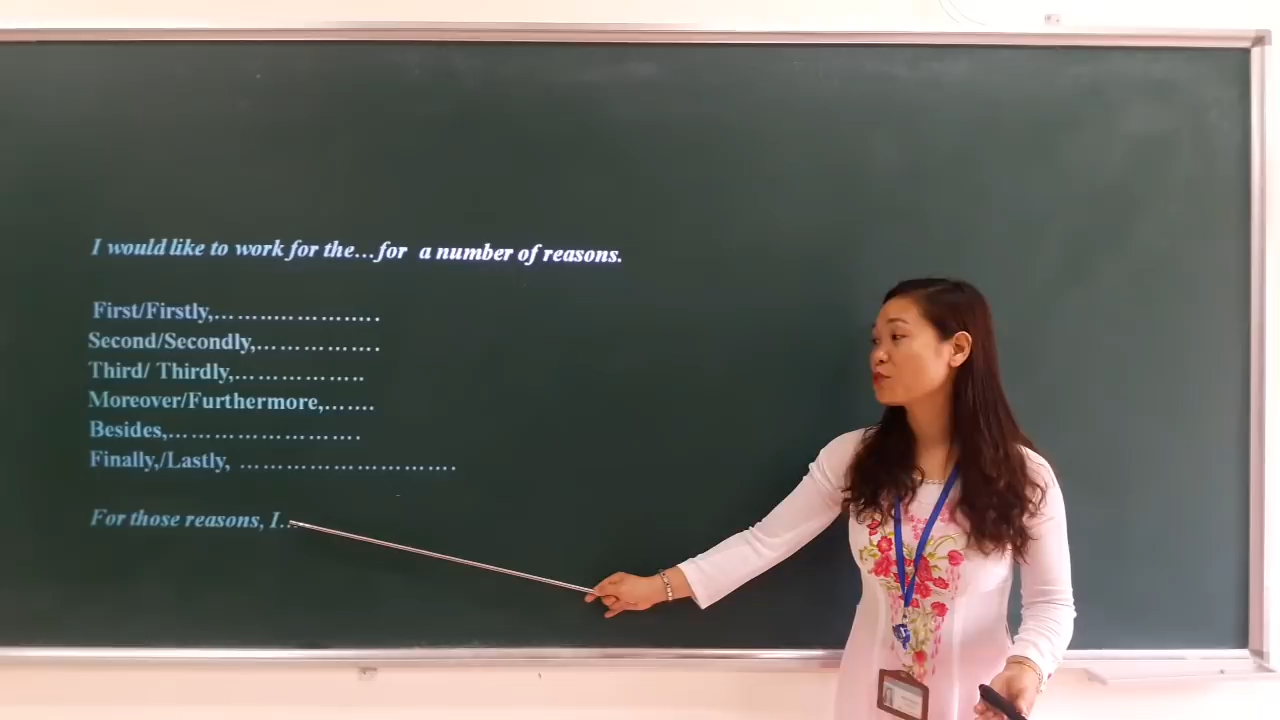 I would like to work for the...for a number of reasons.
First/Firstly,……..…………..….
Second/Secondly,…………….
Third/ Thirdly,……………..
Moreover/Furthermore,…….
Besides,…………………….
Finally,/Lastly, ……………………….
For those reasons, I...